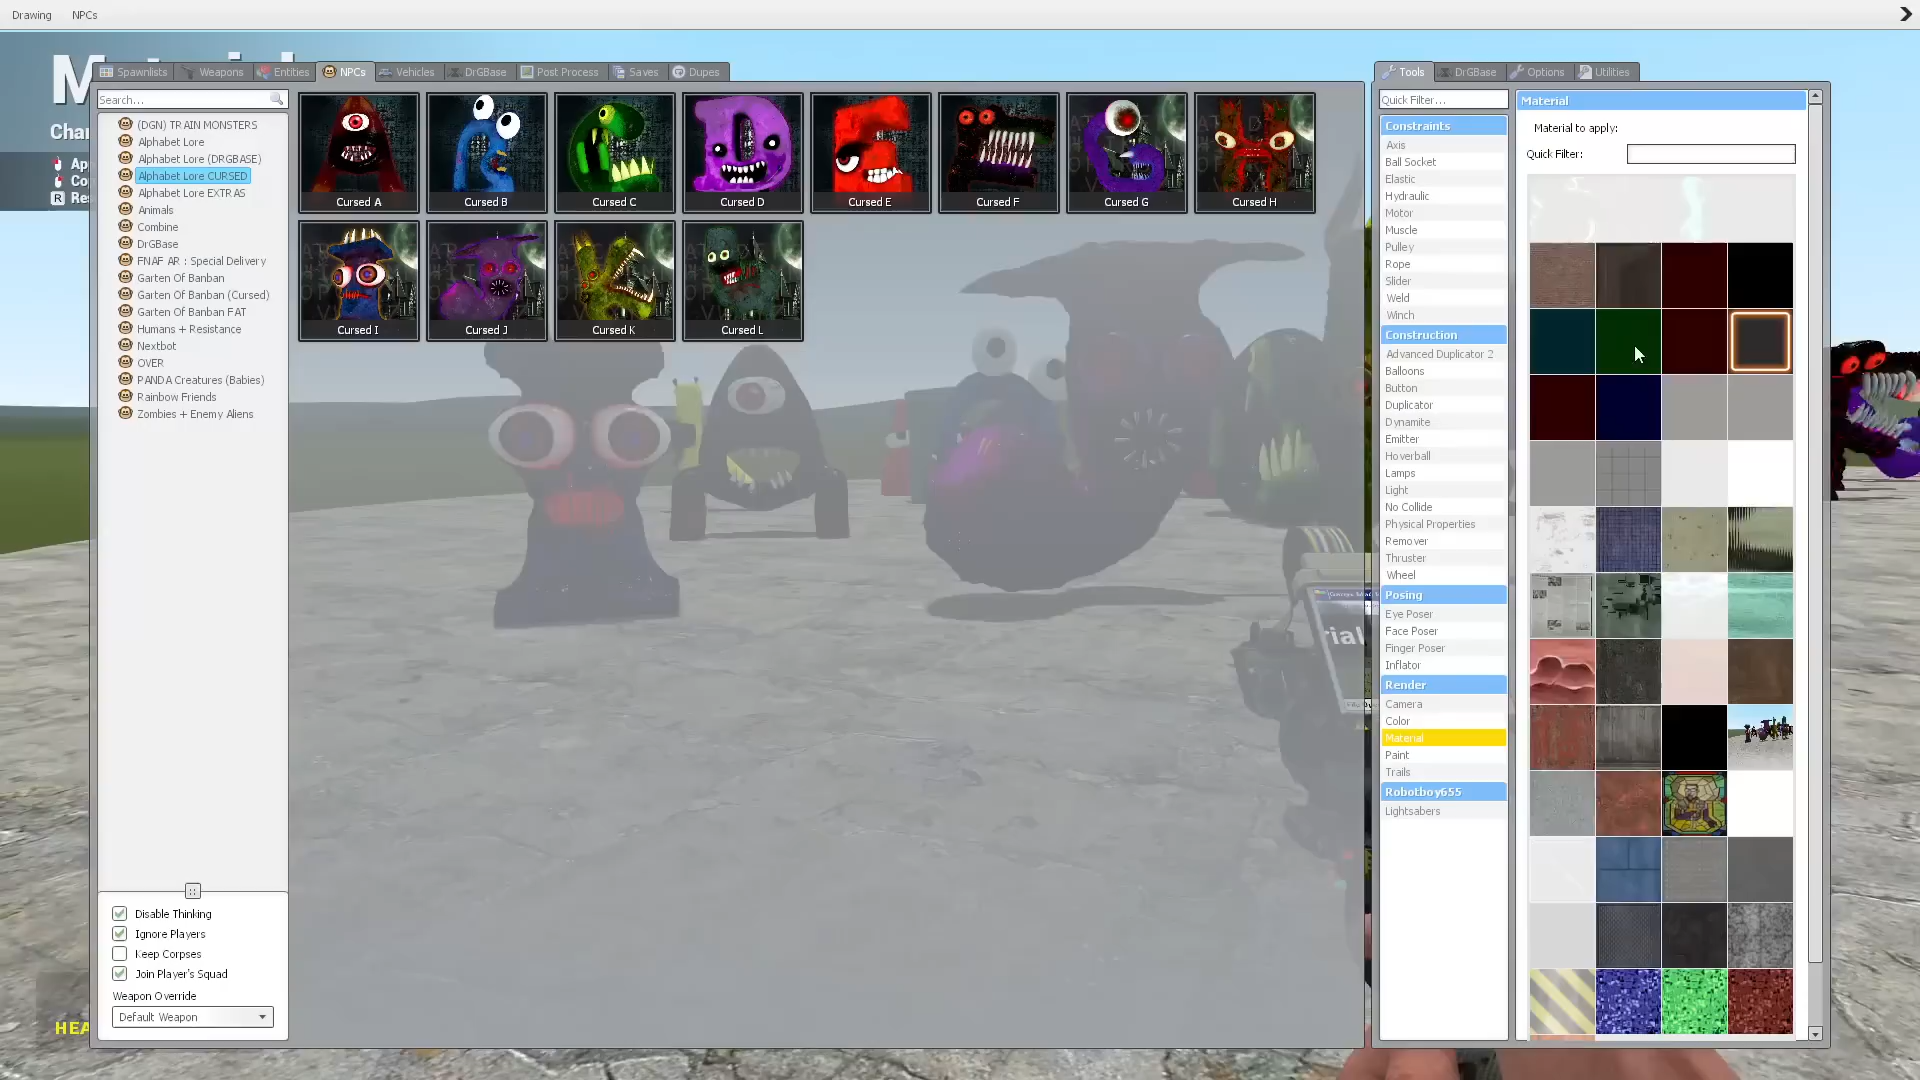 Drawing NPCs
Spawnlists Weapons Entities NPCs Vehicles DrGBase Post Process Saves Dupes
Search...
(DGN) TRAIN MONSTERS
Alphabet Lore
Alphabet Lore (DRGBASE)
Alphabet Lore CURSED
Alphabet Lore EXTRAS
Animals
Combine
DrGBase
FNAF AR : Special Delivery
Garten Of Banban
Garten Of Banban (Cursed)
Garten Of Banban FAT
Humans + Resistance
Nextbot
OVER
PANDA Creatures (Babies)
Rainbow Friends
Zombies + Enemy Aliens
Disable Thinking
Ignore Players
Keep Corpses
Join Player's Squad
Weapon Override
Default Weapon
Cursed A Cursed B Cursed C Cursed D Cursed E Cursed F Cursed G Cursed H
Cursed I Cursed J Cursed K Cursed L
Tools DrGBase Options Utilities
Quick Filter...
Constraints
Axis
Ball Socket
Elastic
Hydraulic
Motor
Muscle
Pulley
Rope
Slider
Weld
Winch
Construction
Advanced Duplicator 2
Balloons
Button
Duplicator
Dynamite
Emitter
Hoverball
Lamps
Light
No Collide
Physical Properties
Remover
Thruster
Wheel
Posing
Eye Poser
Face Poser
Finger Poser
Inflator
Render
Camera
Color
Material
Paint
Trails
Robotboy655
Lightsabers
Material
Material to apply:
Quick Filter:
R
HEA
rial